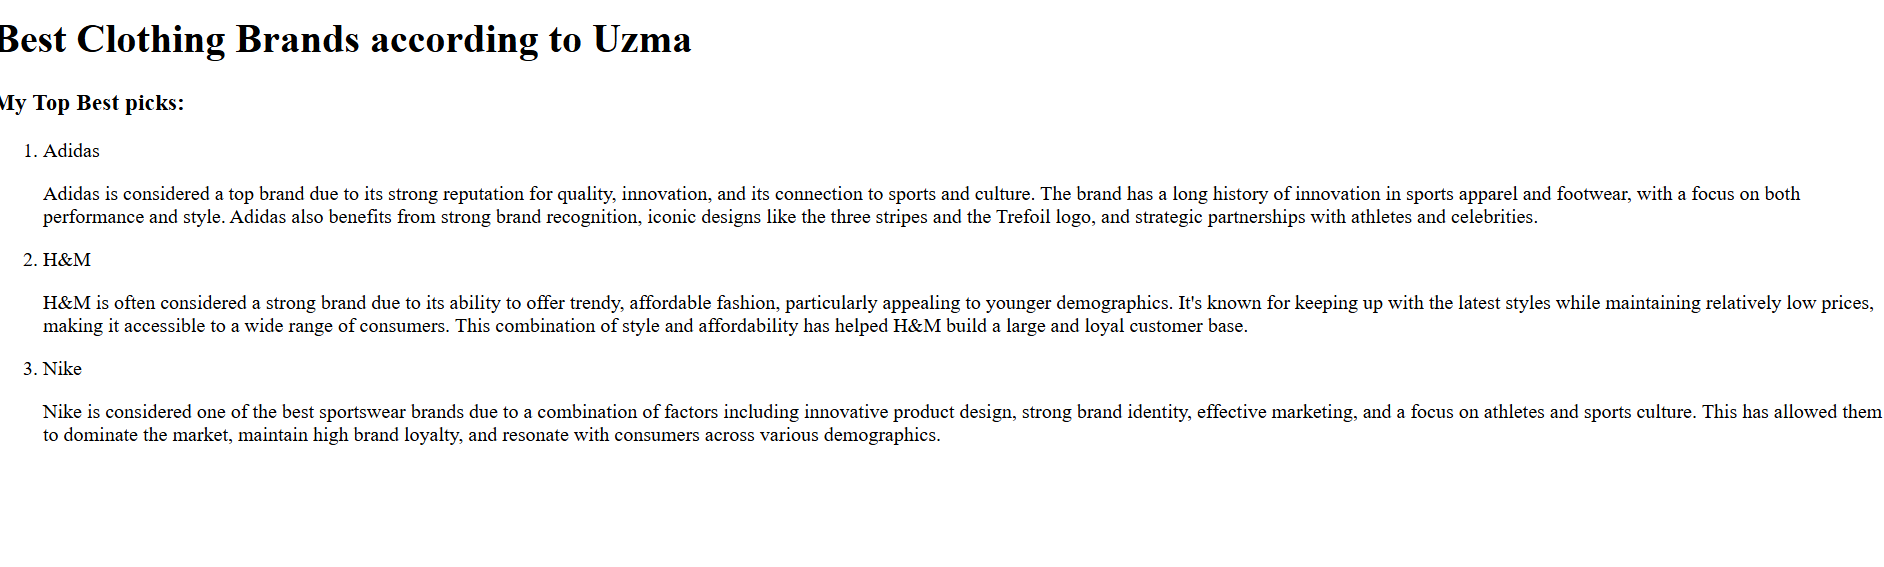 Best Clothing Brands according to Uzma
My Top Best picks:
1. Adidas
Adidas is considered a top brand due to its strong reputation for quality, innovation, and its connection to sports and culture. The brand has a long history of innovation in sports apparel and footwear, with a focus on both
performance and style. Adidas also benefits from strong brand recognition, iconic designs like the three stripes and the Trefoil logo, and strategic partnerships with athletes and celebrities.
2. H&M
H&M is often considered a strong brand due to its ability to offer trendy, affordable fashion, particularly appealing to younger demographics. It's known for keeping up with the latest styles while maintaining relatively low prices,
making it accessible to a wide range of consumers. This combination of style and affordability has helped H&M build a large and loyal customer base.
3. Nike
Nike is considered one of the best sportswear brands due to a combination of factors including innovative product design, strong brand identity, effective marketing, and a focus on athletes and sports culture. This has allowed them
to dominate the market, maintain high brand loyalty, and resonate with consumers across various demographics.